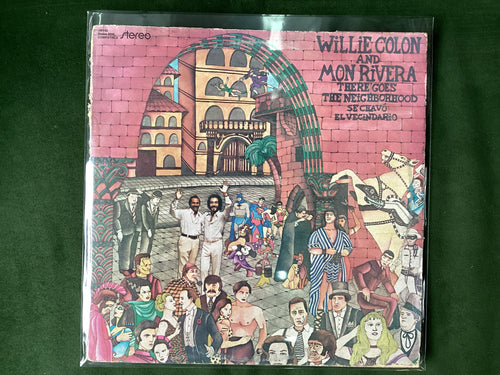 stereo
WiLLiE COLON
AND
MON RiVERA
THERE GOES
THE NEiGHBORHOOD
SE CHAVÓ
EL VECINDARIO